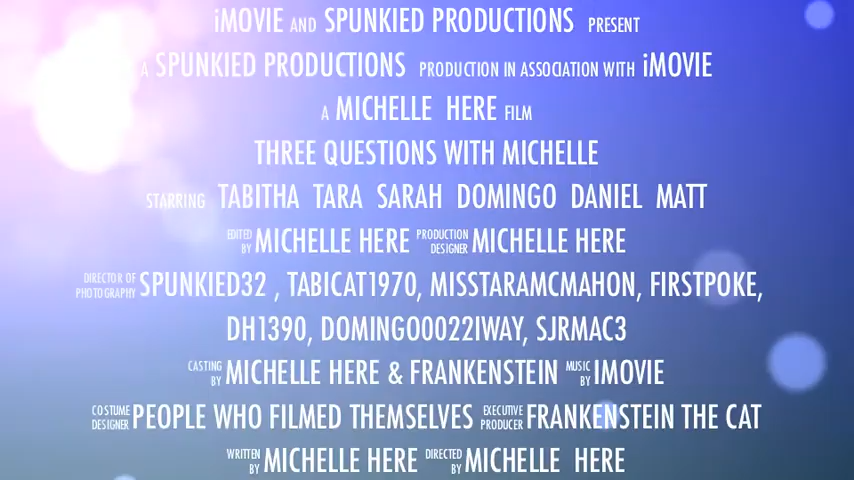 iMOVIE AND SPUNKIED PRODUCTIONS PRESENT
A SPUNKIED PRODUCTIONS PRODUCTION IN ASSOCIATION WITH iMOVIE
A MICHELLE HERE FILM
THREE QUESTIONS WITH MICHELLE
STARRING TABITHA TARA SARAH DOMINGO DANIEL MATT
EDITED BY MICHELLE HERE PRODUCTION DESIGNER MICHELLE HERE
DIRECTOR OF PHOTOGRAPHY SPUNKIED32 , TABICAT1970, MISSTARAMCMAHON, FIRSTPOKE,
DH1390, DOMINGO0022IWAY, SJRMAC3
CASTING BY MICHELLE HERE & FRANKENSTEIN MUSIC BY IMOVIE
COSTUME DESIGNER PEOPLE WHO FILMED THEMSELVES EXECUTIVE PRODUCER FRANKENSTEIN THE CAT
WRITTEN BY MICHELLE HERE DIRECTED BY MICHELLE HERE